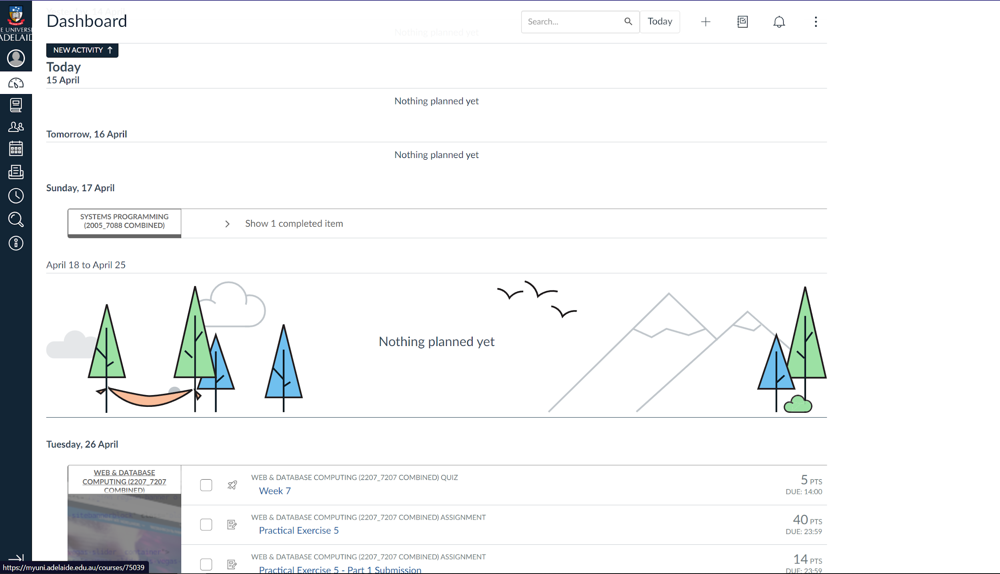 Yesterday, 14 April
Dashboard
Search...
Today
Nothing planned yet
E UNIVERS
ADELAID
NEW ACTIVITY
Today
15 April
Nothing planned yet
Tomorrow, 16 April
Nothing planned yet
Sunday, 17 April
SYSTEMS PROGRAMMING
(2005_7088 COMBINED)
Show 1 completed item
April 18 to April 25
Nothing planned yet
Tuesday, 26 April
WEB & DATABASE
COMPUTING (2207_7207
COMBINED)
WEB & DATABASE COMPUTING (2207_7207 COMBINED) QUIZ
Week 7
5 PTS
DUE: 14:00
WEB & DATABASE COMPUTING (2207_7207 COMBINED) ASSIGNMENT
Practical Exercise 5
40 PTS
DUE: 23:59
WEB & DATABASE COMPUTING (2207_7207 COMBINED) ASSIGNMENT
Practical Exercise 5 - Part 1 Submission
14 PTS
DUE: 23:59
https://myuni.adelaide.edu.au/courses/75039